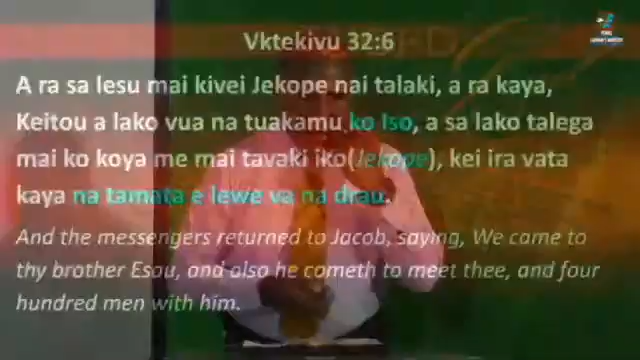 Vktekivu 32:6
A ra sa lesu mai kivei Jekope nai talaki, a ra kaya,
Keitou a lako vua na tuakamu ko Iso, a sa lako talega
mai ko koya me mai tavaki iko(Jekope), kei ira vata
kaya na tamata e lewe va na drau.
And the messengers returned to Jacob, saying, We came to
thy brother Esau, and also he cometh to meet thee, and four
hundred men with him.